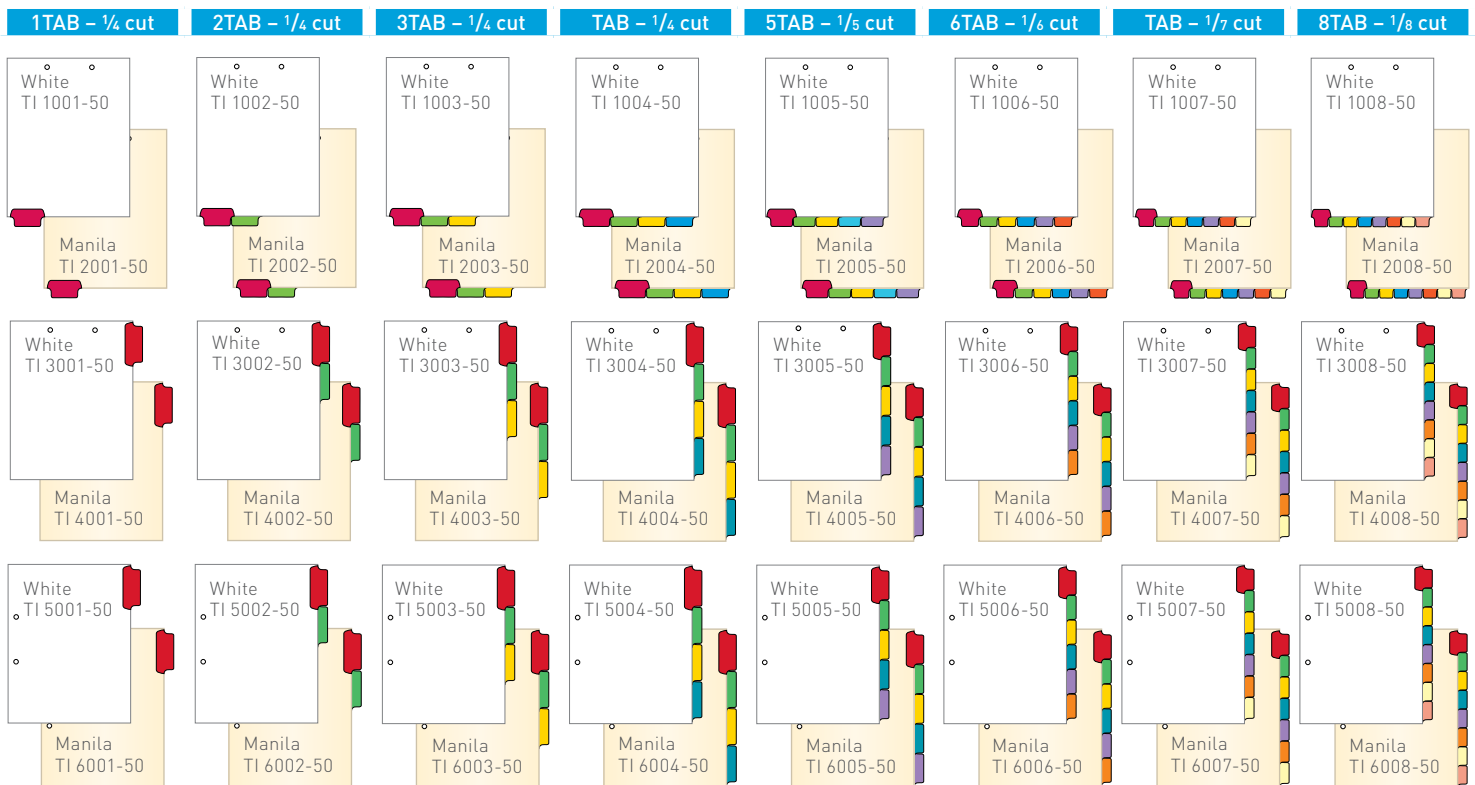 1TAB – 1/4 cut
2TAB – 1/4 cut
3TAB – 1/4 cut
TAB – 1/4 cut
5TAB – 1/5 cut
6TAB – 1/6 cut
TAB – 1/7 cut
8TAB – 1/8 cut
White
TI 1001-50
White
TI 1002-50
White
TI 1003-50
White
TI 1004-50
White
TI 1005-50
White
TI 1006-50
White
TI 1007-50
White
TI 1008-50
Manila
TI 2001-50
Manila
TI 2002-50
Manila
TI 2003-50
Manila
TI 2004-50
Manila
TI 2005-50
Manila
TI 2006-50
Manila
TI 2007-50
Manila
TI 2008-50
White
TI 3001-50
White
TI 3002-50
White
TI 3003-50
White
TI 3004-50
White
TI 3005-50
White
TI 3006-50
White
TI 3007-50
White
TI 3008-50
Manila
TI 4001-50
Manila
TI 4002-50
Manila
TI 4003-50
Manila
TI 4004-50
Manila
TI 4005-50
Manila
TI 4006-50
Manila
TI 4007-50
Manila
TI 4008-50
White
TI 5001-50
White
TI 5002-50
White
TI 5003-50
White
TI 5004-50
White
TI 5005-50
White
TI 5006-50
White
TI 5007-50
White
TI 5008-50
Manila
TI 6001-50
Manila
TI 6002-50
Manila
TI 6003-50
Manila
TI 6004-50
Manila
TI 6005-50
Manila
TI 6006-50
Manila
TI 6007-50
Manila
TI 6008-50